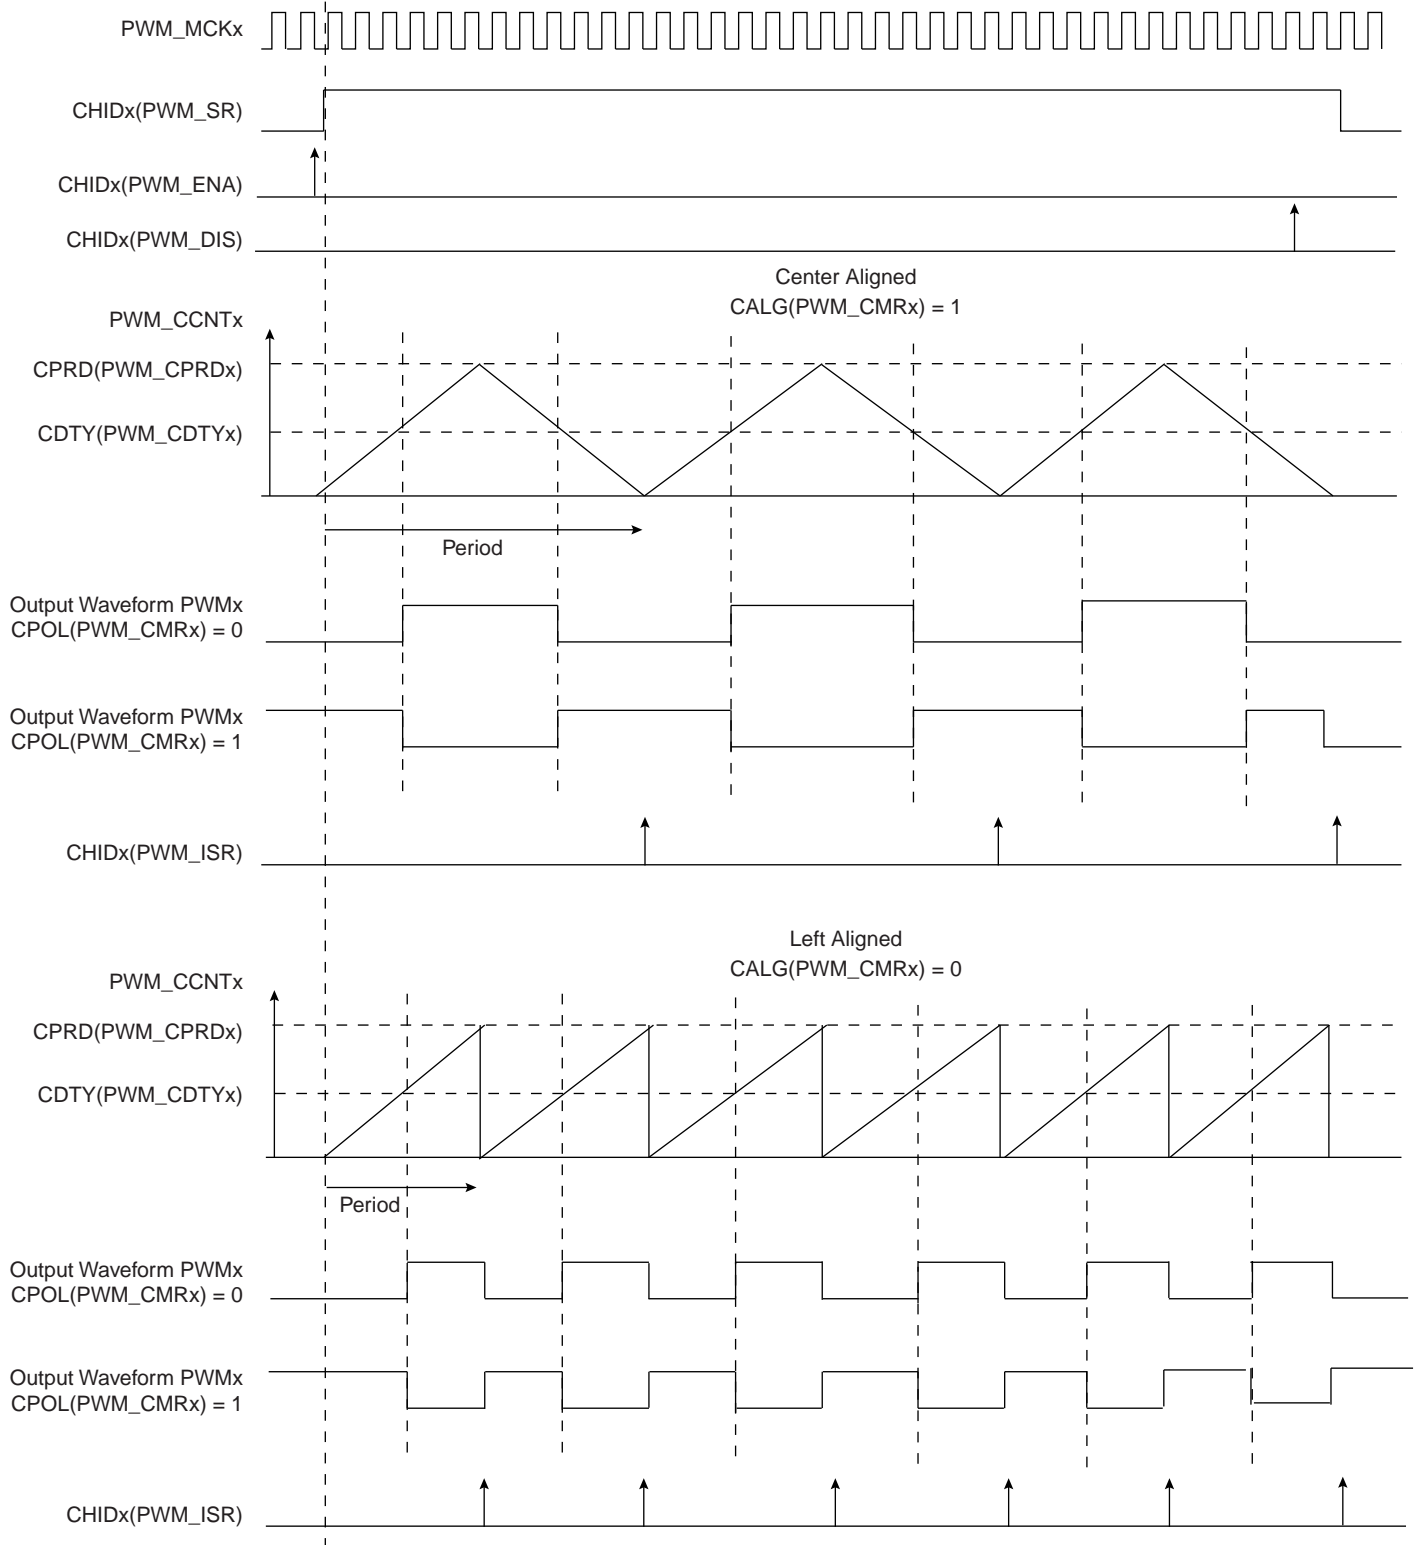 PWM_MCKx
CHIDx(PWM_SR)
CHIDx(PWM_ENA)
CHIDx(PWM_DIS)
Center Aligned
CALG(PWM_CMRx) = 1
PWM_CCNTx
CPRD(PWM_CPRDx)
CDTY(PWM_CDTYx)
Period
Output Waveform PWMx
CPOL(PWM_CMRx) = 0
Output Waveform PWMx
CPOL(PWM_CMRx) = 1
CHIDx(PWM_ISR)
Left Aligned
CALG(PWM_CMRx) = 0
PWM_CCNTx
CPRD(PWM_CPRDx)
CDTY(PWM_CDTYx)
Period
Output Waveform PWMx
CPOL(PWM_CMRx) = 0
Output Waveform PWMx
CPOL(PWM_CMRx) = 1
CHIDx(PWM_ISR)